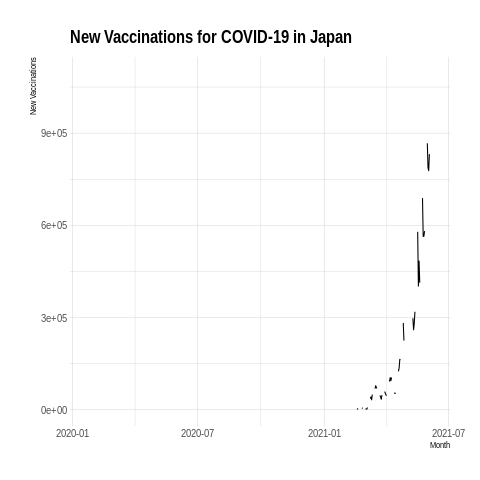 New Vaccinations for COVID-19 in Japan
New Vaccinations
9e+05
6e+05
3e+05
0e+00
2020-01
2020-07
2021-01
2021-07
Month